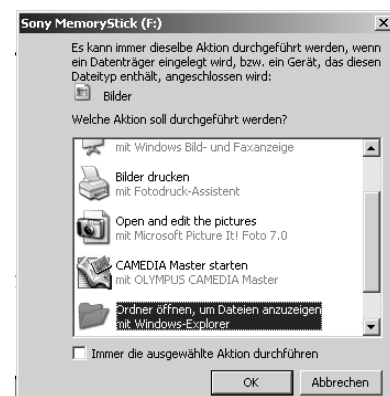 Sony MemoryStick (F:)
Es kann immer dieselbe Aktion durchgeführt werden, wenn
ein Datenträger eingelegt wird, bzw. ein Gerät, das diesen
Dateityp enthält, angeschlossen wird:
Bilder
Welche Aktion soll durchgeführt werden?
mit Windows Bild- und Faxanzeige
Bilder drucken
mit Fotodruck-Assistent
Open and edit the pictures
mit Microsoft Picture It! Foto 7.0
CAMEDIA Master starten
mit OLYMPUS CAMEDIA Master
Ordner öffnen, um Dateien anzuzeigen
mit Windows-Explorer
Immer die ausgewählte Aktion durchführen
OK
Abbrechen